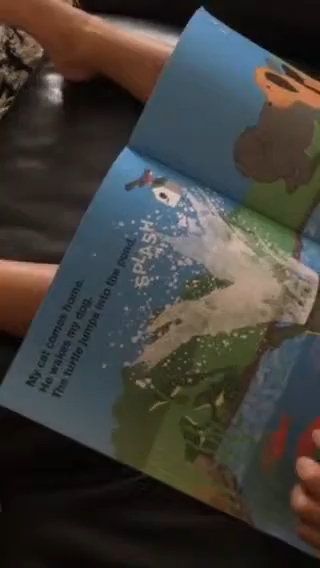 My cat comes home.
He wakes my dog.
The turtle jumps into the pond.
SPLASH